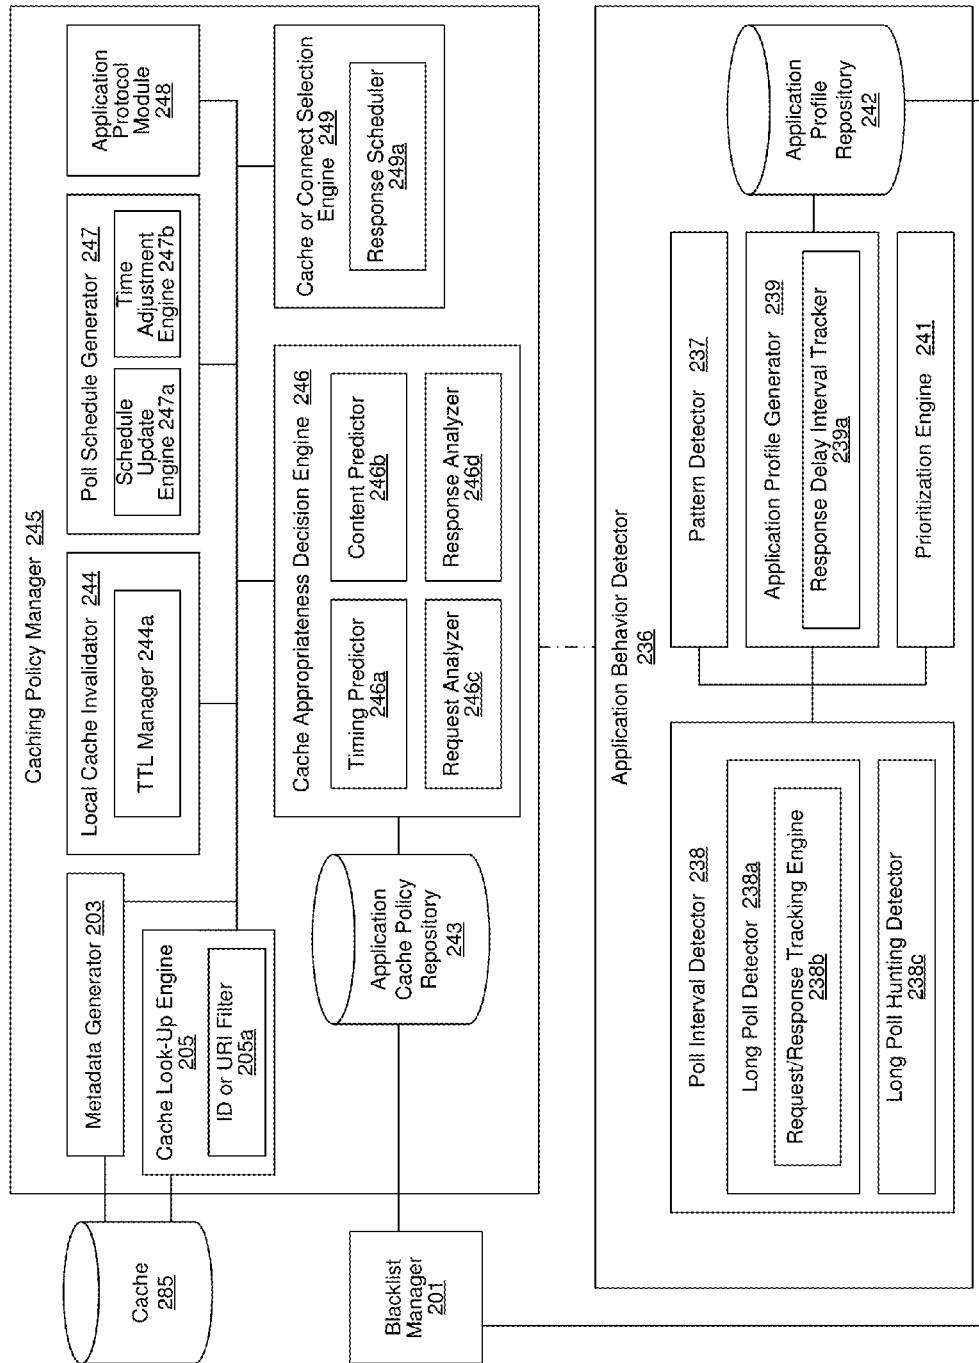 Caching Policy Manager 245
Metadata Generator 203
Cache Look-Up Engine
205
ID or URI Filter
205a
Local Cache Invalidator 244
TTL Manager 244a
Poll Schedule Generator 247
Schedule
Update
Engine 247a
Time
Adjustment
Engine 247b
Application
Protocol
Module
248
Cache
285
Application
Cache Policy
Repository
243
Cache Appropriateness Decision Engine 246
Timing Predictor
246a
Content Predictor
246b
Request Analyzer
246c
Response Analyzer
246d
Cache or Connect Selection
Engine 249
Response Scheduler
249a
Blacklist
Manager
201
Application Behavior Detector
236
Poll Interval Detector 238
Long Poll Detector 238a
Request/Response Tracking Engine
238b
Long Poll Hunting Detector
238c
Pattern Detector 237
Application Profile Generator 239
Response Delay Interval Tracker
239a
Prioritization Engine 241
Application
Profile
Repository
242